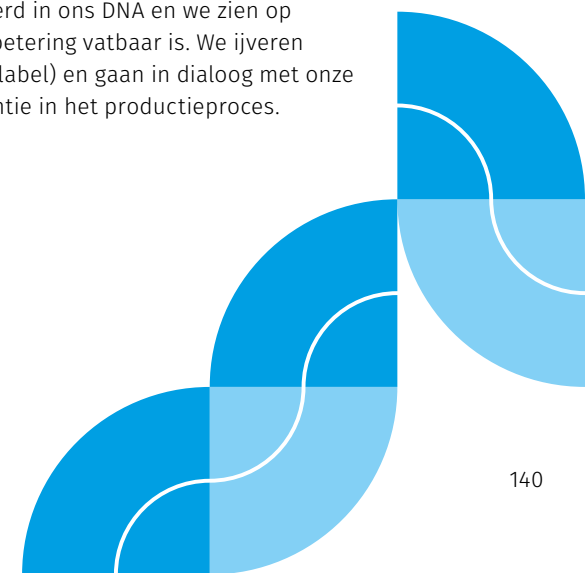 erd in ons DNA en we zien op
betering vatbaar is. We ijveren
label) en gaan in dialoog met onze
ntie in het productieproces.
140